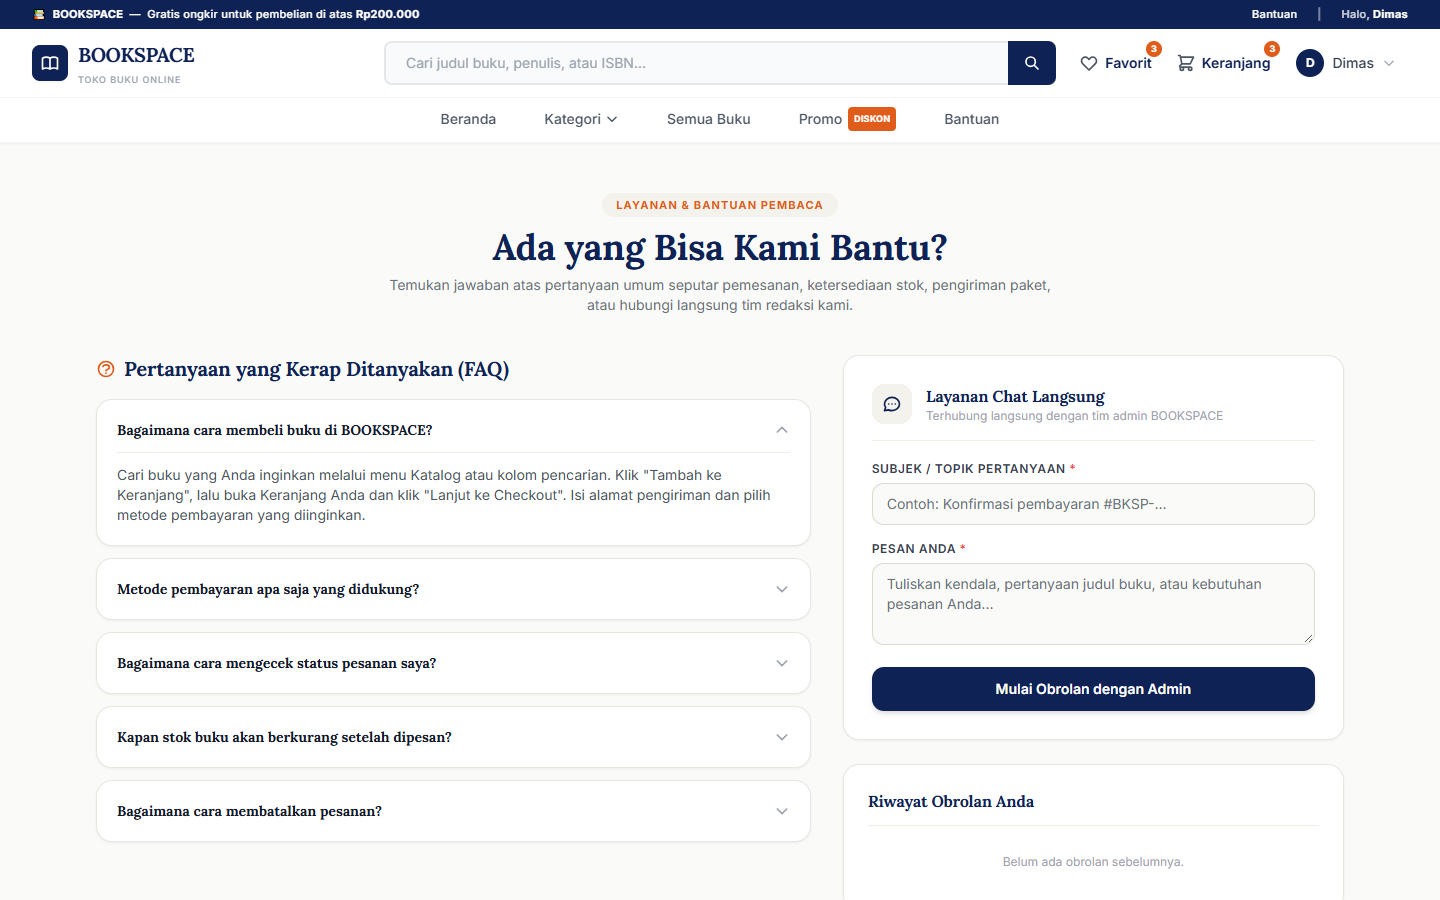 BOOKSPACE — Gratis ongkir untuk pembelian di atas Rp200.000
Bantuan | Halo, Dimas
BOOKSPACE
TOKO BUKU ONLINE
Cari judul buku, penulis, atau ISBN...
Favorit 3
Keranjang 3
D Dimas
Beranda
Kategori
Semua Buku
Promo DISKON
Bantuan
LAYANAN & BANTUAN PEMBACA
Ada yang Bisa Kami Bantu?
Temukan jawaban atas pertanyaan umum seputar pemesanan, ketersediaan stok, pengiriman paket,
atau hubungi langsung tim redaksi kami.
Pertanyaan yang Kerap Ditanyakan (FAQ)
Bagaimana cara membeli buku di BOOKSPACE?
Cari buku yang Anda inginkan melalui menu Katalog atau kolom pencarian. Klik "Tambah ke
Keranjang", lalu buka Keranjang Anda dan klik "Lanjut ke Checkout". Isi alamat pengiriman dan pilih
metode pembayaran yang diinginkan.
Metode pembayaran apa saja yang didukung?
Bagaimana cara mengecek status pesanan saya?
Kapan stok buku akan berkurang setelah dipesan?
Bagaimana cara membatalkan pesanan?
Layanan Chat Langsung
Terhubung langsung dengan tim admin BOOKSPACE
SUBJEK / TOPIK PERTANYAAN *
Contoh: Konfirmasi pembayaran #BKSP-...
PESAN ANDA *
Tuliskan kendala, pertanyaan judul buku, atau kebutuhan
pesanan Anda...
Mulai Obrolan dengan Admin
Riwayat Obrolan Anda
Belum ada obrolan sebelumnya.